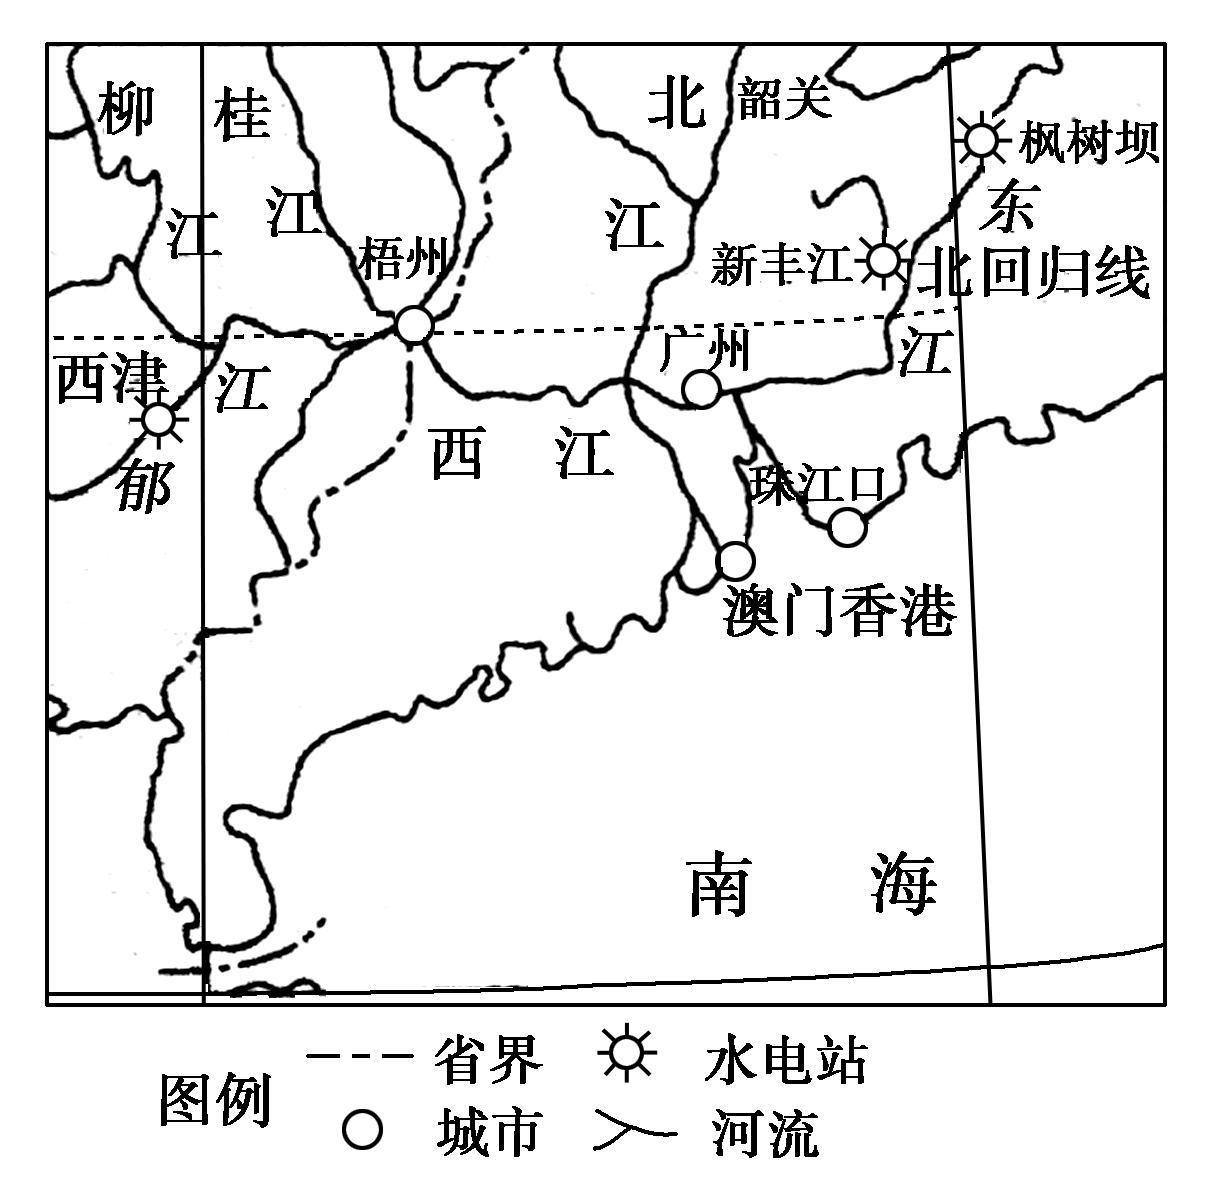 柳江
桂江
北江
韶关
枫树坝
东江
梧州
新丰江
北回归线
西津
郁江
广州
西江
珠江口
澳门
香港
南海
图例
省界
水电站
城市
河流